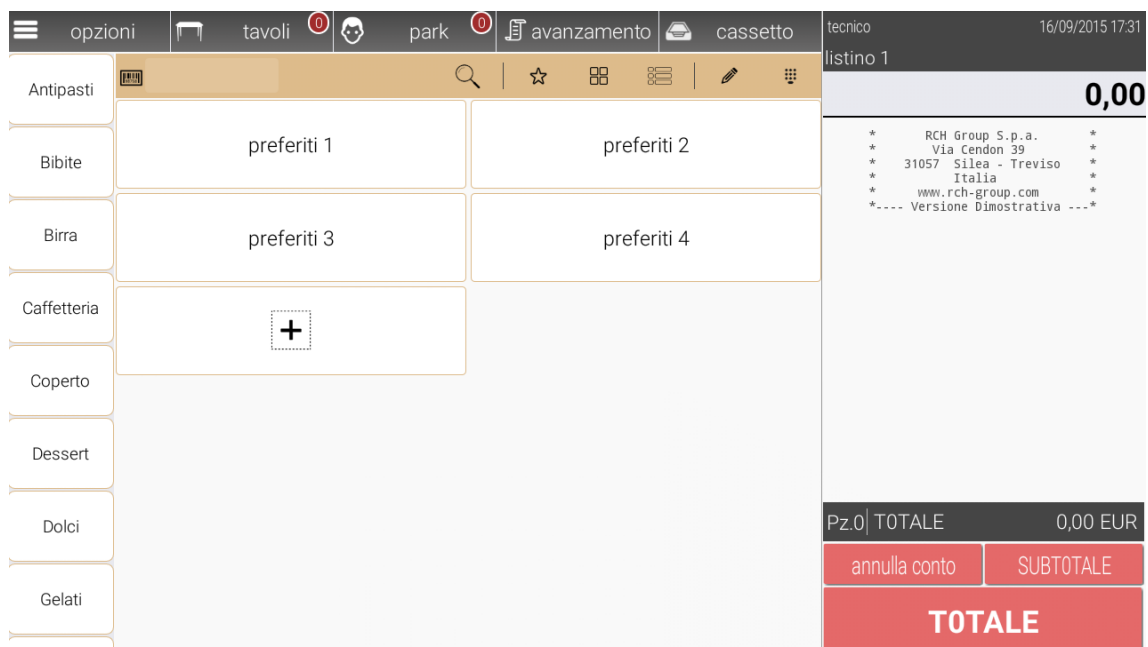 opzioni
tavoli 0
park 0
avanzamento
cassetto
tecnico 16/09/2015 17:31
listino 1
0,00
Antipasti
Bibite
Birra
Caffetteria
Coperto
Dessert
Dolci
Gelati
preferiti 1
preferiti 2
preferiti 3
preferiti 4
+
* RCH Group S.p.a. *
* Via Cendon 39 *
* 31057 Silea - Treviso *
* Italia *
* www.rch-group.com *
*---- Versione Dimostrativa ---*
Pz.0 TOTALE 0,00 EUR
annulla conto
SUBTOTALE
TOTALE